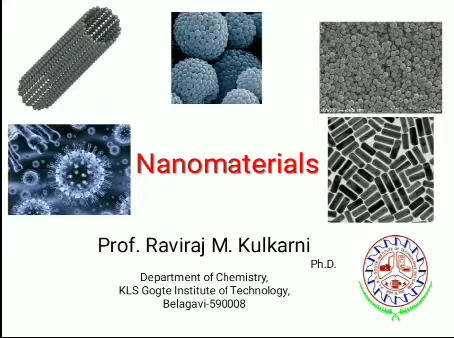 Nanomaterials
Prof. Raviraj M. Kulkarni
Ph.D.
Department of Chemistry,
KLS Gogte Institute of Technology,
Belagavi-590008